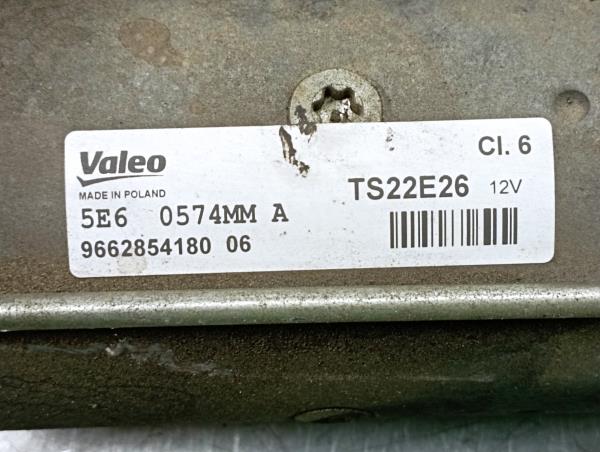 Valeo
Cl. 6
MADE IN POLAND
TS22E26 12V
5E6 0574MM A
9662854180 06